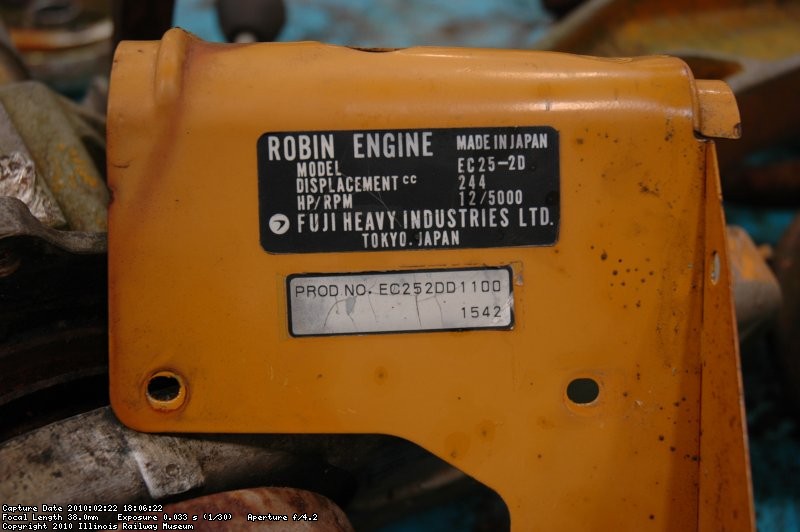 ROBIN ENGINE MADE IN JAPAN
MODEL EC25-2D
DISPLACEMENT CC 244
HP/RPM 12/5000
FUJI HEAVY INDUSTRIES LTD.
TOKYO. JAPAN
PROD.NO. EC252DD1100
1542
Capture Date 2010:02:22 18:06:22
Focal Length 38.0mm Exposure 0.033 s (1/30) Aperture f/4.2
Copyright 2010 Illinois Railway Museum